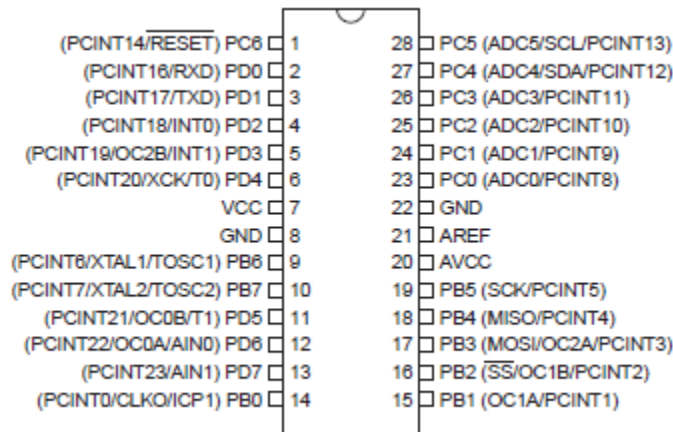 (PCINT14/RESET) PC6 1 28 PC5 (ADC5/SCL/PCINT13)
(PCINT16/RXD) PD0 2 27 PC4 (ADC4/SDA/PCINT12)
(PCINT17/TXD) PD1 3 26 PC3 (ADC3/PCINT11)
(PCINT18/INT0) PD2 4 25 PC2 (ADC2/PCINT10)
(PCINT19/OC2B/INT1) PD3 5 24 PC1 (ADC1/PCINT9)
(PCINT20/XCK/T0) PD4 6 23 PC0 (ADC0/PCINT8)
VCC 7 22 GND
GND 8 21 AREF
(PCINT6/XTAL1/TOSC1) PB6 9 20 AVCC
(PCINT7/XTAL2/TOSC2) PB7 10 19 PB5 (SCK/PCINT5)
(PCINT21/OC0B/T1) PD5 11 18 PB4 (MISO/PCINT4)
(PCINT22/OC0A/AIN0) PD6 12 17 PB3 (MOSI/OC2A/PCINT3)
(PCINT23/AIN1) PD7 13 16 PB2 (SS/OC1B/PCINT2)
(PCINT0/CLKO/ICP1) PB0 14 15 PB1 (OC1A/PCINT1)